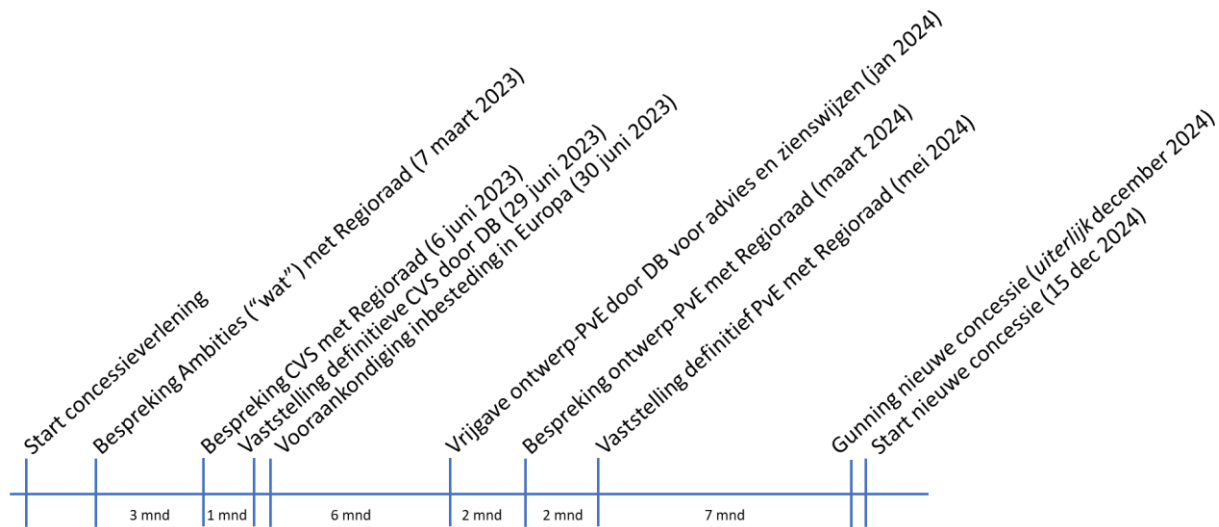 Start concessieverlening
Bespreking Ambities (“wat”) met Regioraad (7 maart 2023)
Bespreking CVS met Regioraad (6 juni 2023)
Vaststelling definitieve CVS door DB (29 juni 2023)
Vooraankondiging inbesteding in Europa (30 juni 2023)
Vrijgave ontwerp-PvE door DB voor advies en zienswijzen (jan 2024)
Bespreking ontwerp-PvE met Regioraad (maart 2024)
Vaststelling definitief PvE met Regioraad (mei 2024)
Gunning nieuwe concessie (uiterlijk december 2024)
Start nieuwe concessie (15 dec 2024)
3 mnd
1 mnd
6 mnd
2 mnd
2 mnd
7 mnd